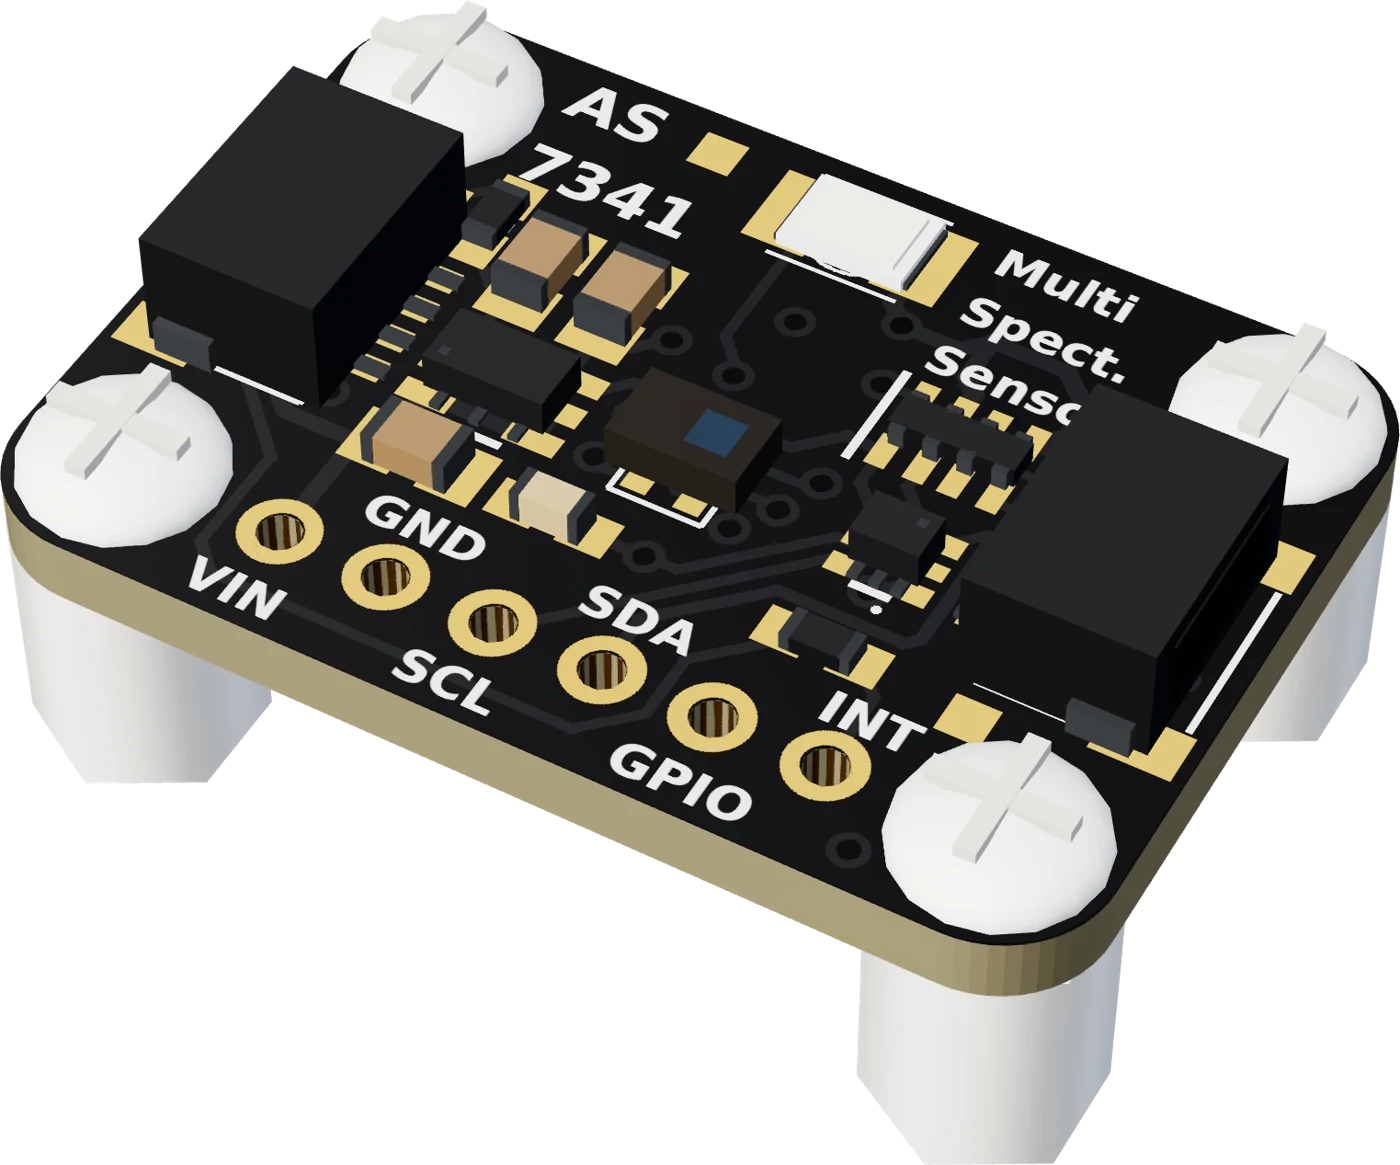 AS
7341
Multi
Spect.
VIN
GND
SCL
SDA
GPIO
INT